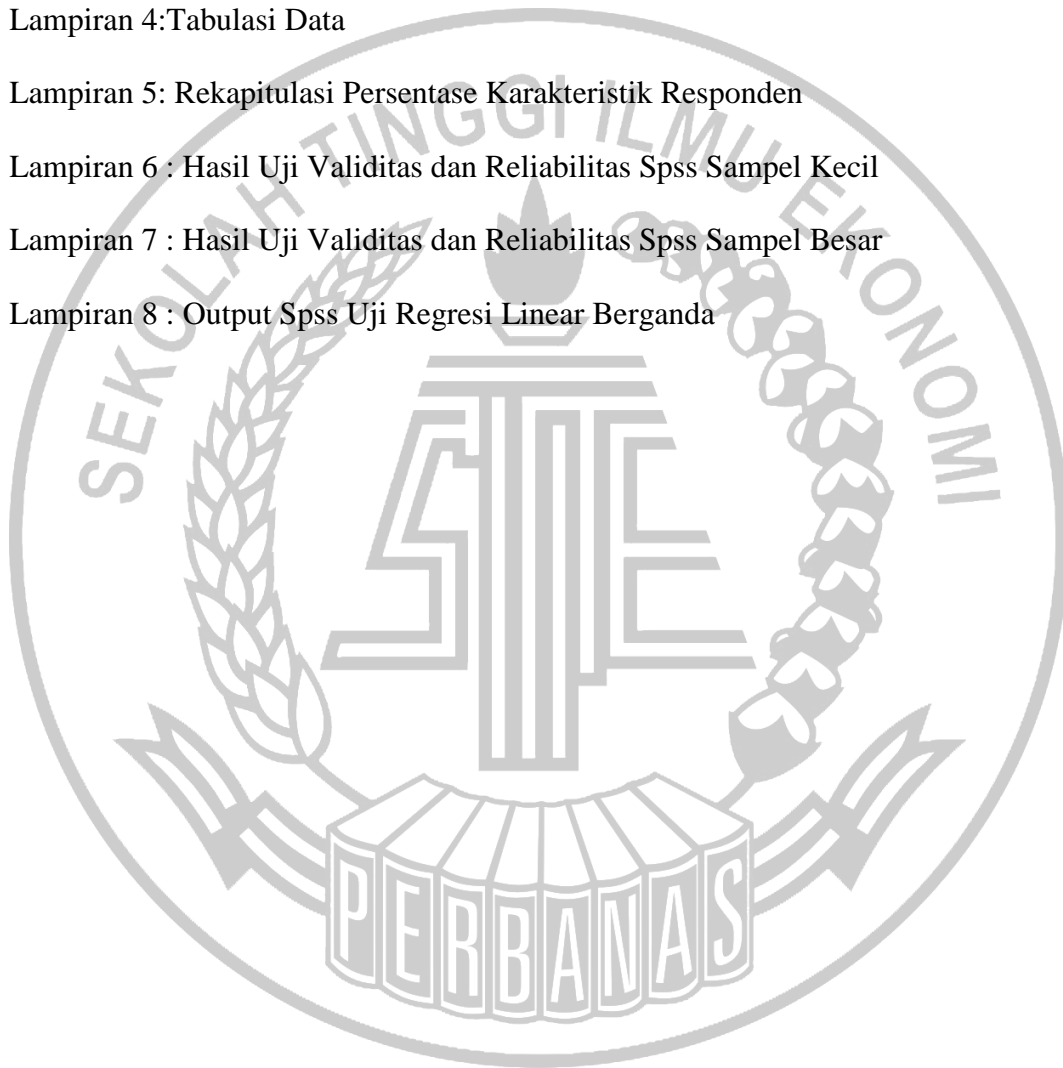 Lampiran 4:Tabulasi Data
Lampiran 5: Rekapitulasi Persentase Karakteristik Responden
Lampiran 6 : Hasil Uji Validitas dan Reliabilitas Spss Sampel Kecil
Lampiran 7 : Hasil Uji Validitas dan Reliabilitas Spss Sampel Besar
Lampiran 8 : Output Spss Uji Regresi Linear Berganda
SEKOLAH TINGGI ILMU EKONOMI
STIE
PERBANAS